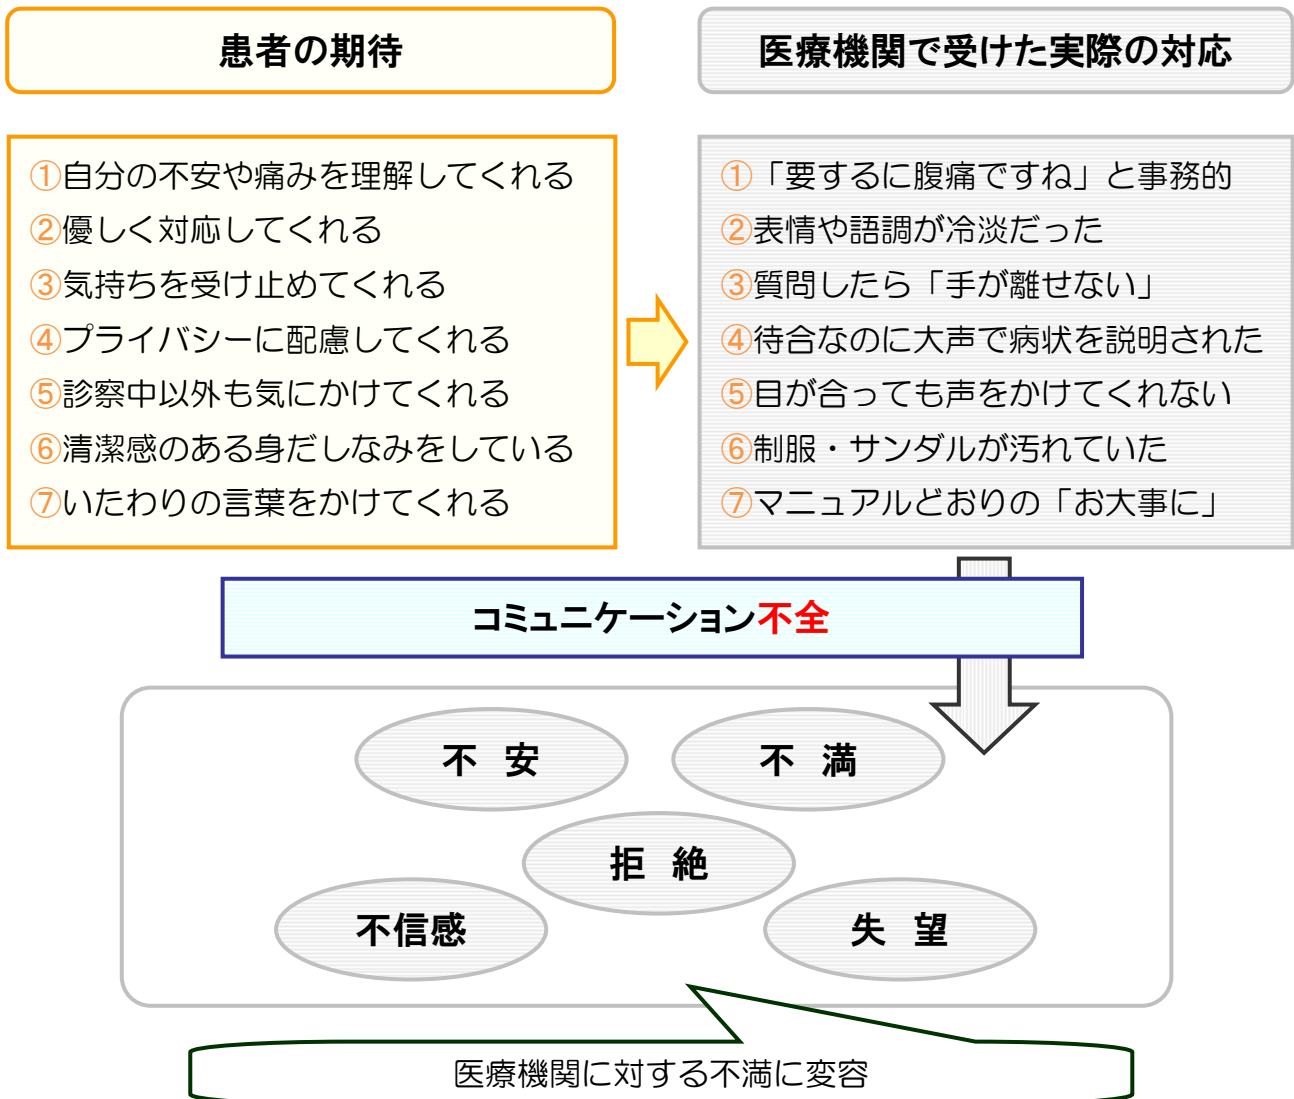 患者の期待
医療機関で受けた実際の対応
①自分の不安や痛みを理解してくれる
②優しく対応してくれる
③気持ちを受け止めてくれる
④プライバシーに配慮してくれる
⑤診察中以外も気にかけてくれる
⑥清潔感のある身だしなみをしている
⑦いたわりの言葉をかけてくれる
①「要するに腹痛ですね」と事務的
②表情や語調が冷淡だった
③質問したら「手が離せない」
④待合なのに大声で病状を説明された
⑤目が合っても声をかけてくれない
⑥制服・サンダルが汚れていた
⑦マニュアルどおりの「お大事に」
コミュニケーション不全
不 安
不 満
拒 絶
不信感
失 望
医療機関に対する不満に変容